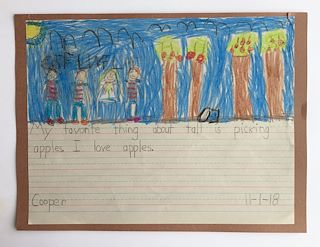 My favorite thing about fall is picking
apples. I love apples.
Cooper 11-1-18